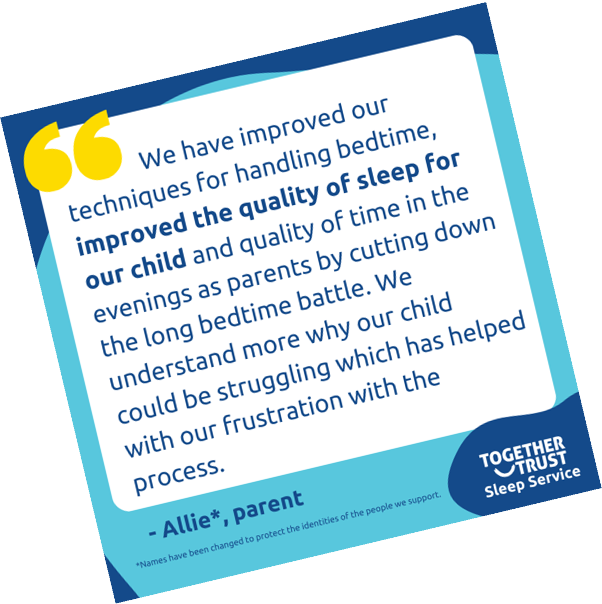 We have improved our
techniques for handling bedtime,
improved the quality of sleep for
our child and quality of time in the
evenings as parents by cutting down
the long bedtime battle. We
understand more why our child
could be struggling which has helped
with our frustration with the
process.
- Allie*, parent
*Names have been changed to protect the identities of the people we support.
TOGETHER
TRUST
Sleep Service